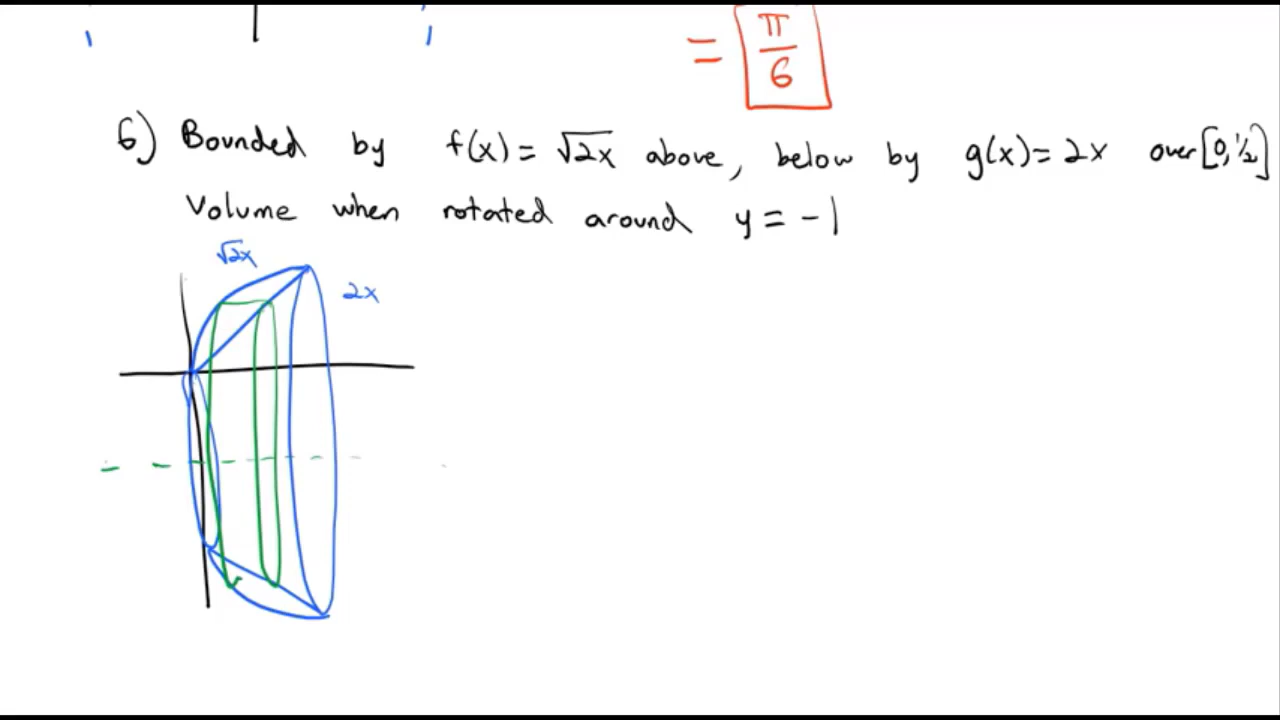 = π/6
6) Bounded by f(x) = √2x above, below by g(x) = 2x over [0, ½]
Volume when rotated around y = -1
√2x
2x